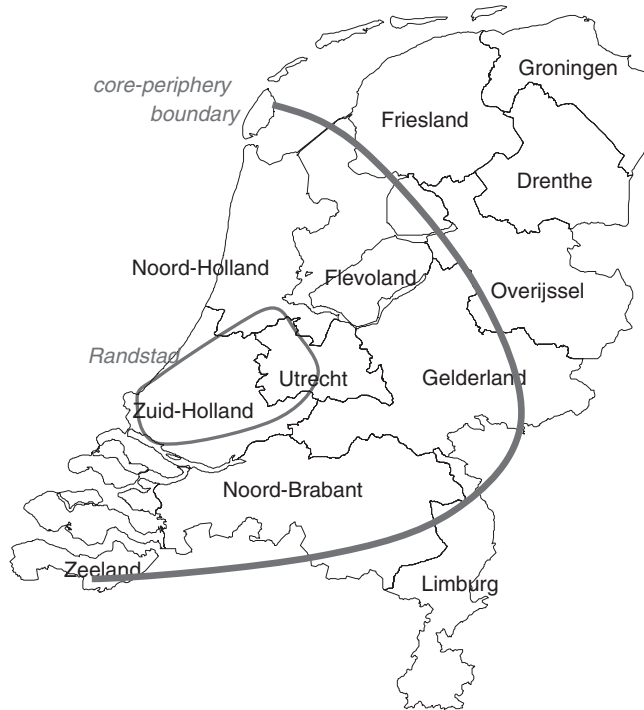 Groningen
core-periphery
boundary
Friesland
Drenthe
Noord-Holland
Flevoland
Overijssel
Randstad
Utrecht
Gelderland
Zuid-Holland
Noord-Brabant
Zeeland
Limburg